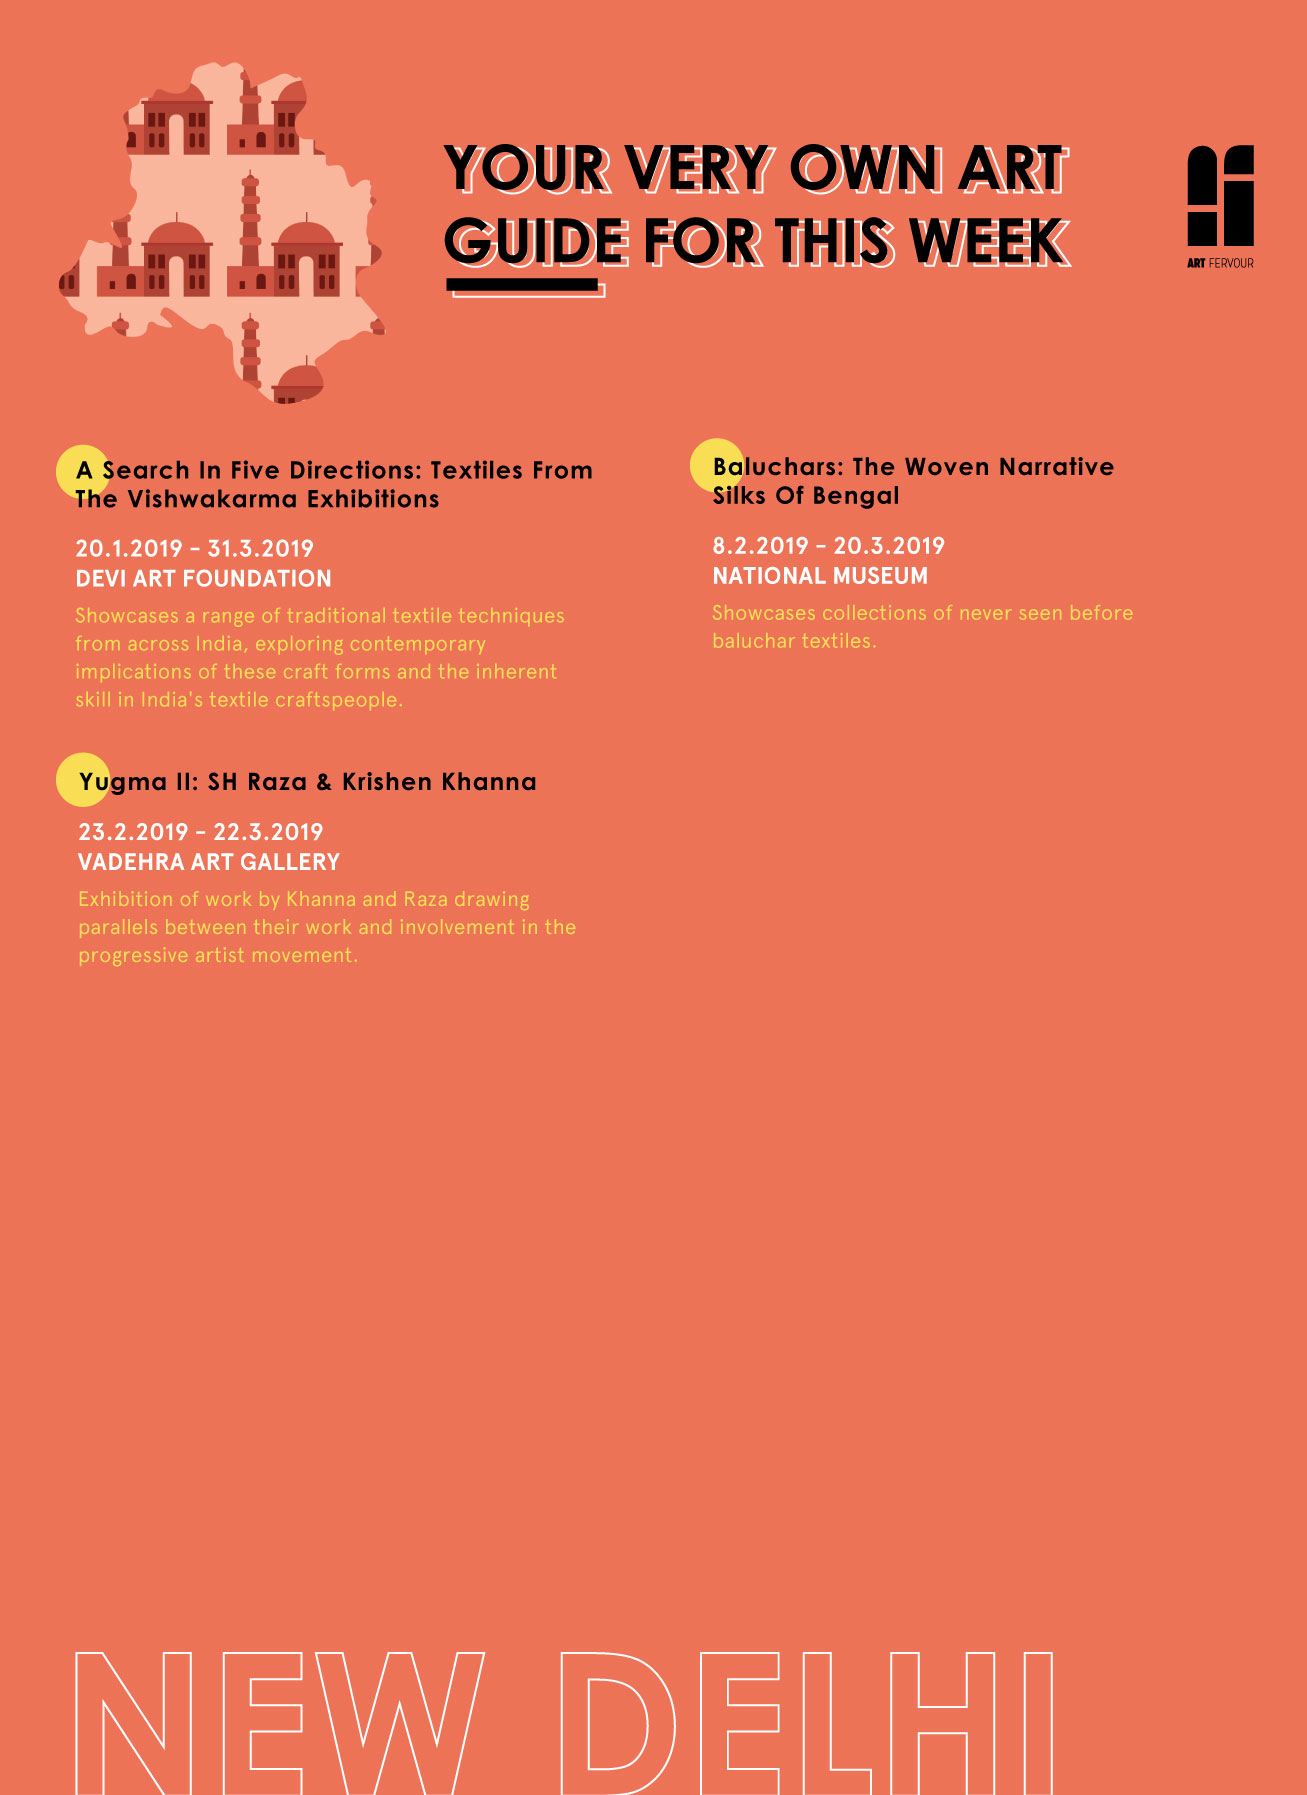 YOUR VERY OWN ART
GUIDE FOR THIS WEEK
ART FERVOUR
A Search In Five Directions: Textiles From
The Vishwakarma Exhibitions
20.1.2019 - 31.3.2019
DEVI ART FOUNDATION
Showcases a range of traditional textile techniques
from across India, exploring contemporary
implications of these craft forms and the inherent
skill in India's textile craftspeople.
Baluchars: The Woven Narrative
Silks Of Bengal
8.2.2019 - 20.3.2019
NATIONAL MUSEUM
Showcases collections of never seen before
baluchar textiles.
Yugma II: SH Raza & Krishen Khanna
23.2.2019 - 22.3.2019
VADEHRA ART GALLERY
Exhibition of work by Khanna and Raza drawing
parallels between their work and involvement in the
progressive artist movement.
NEW DELHI